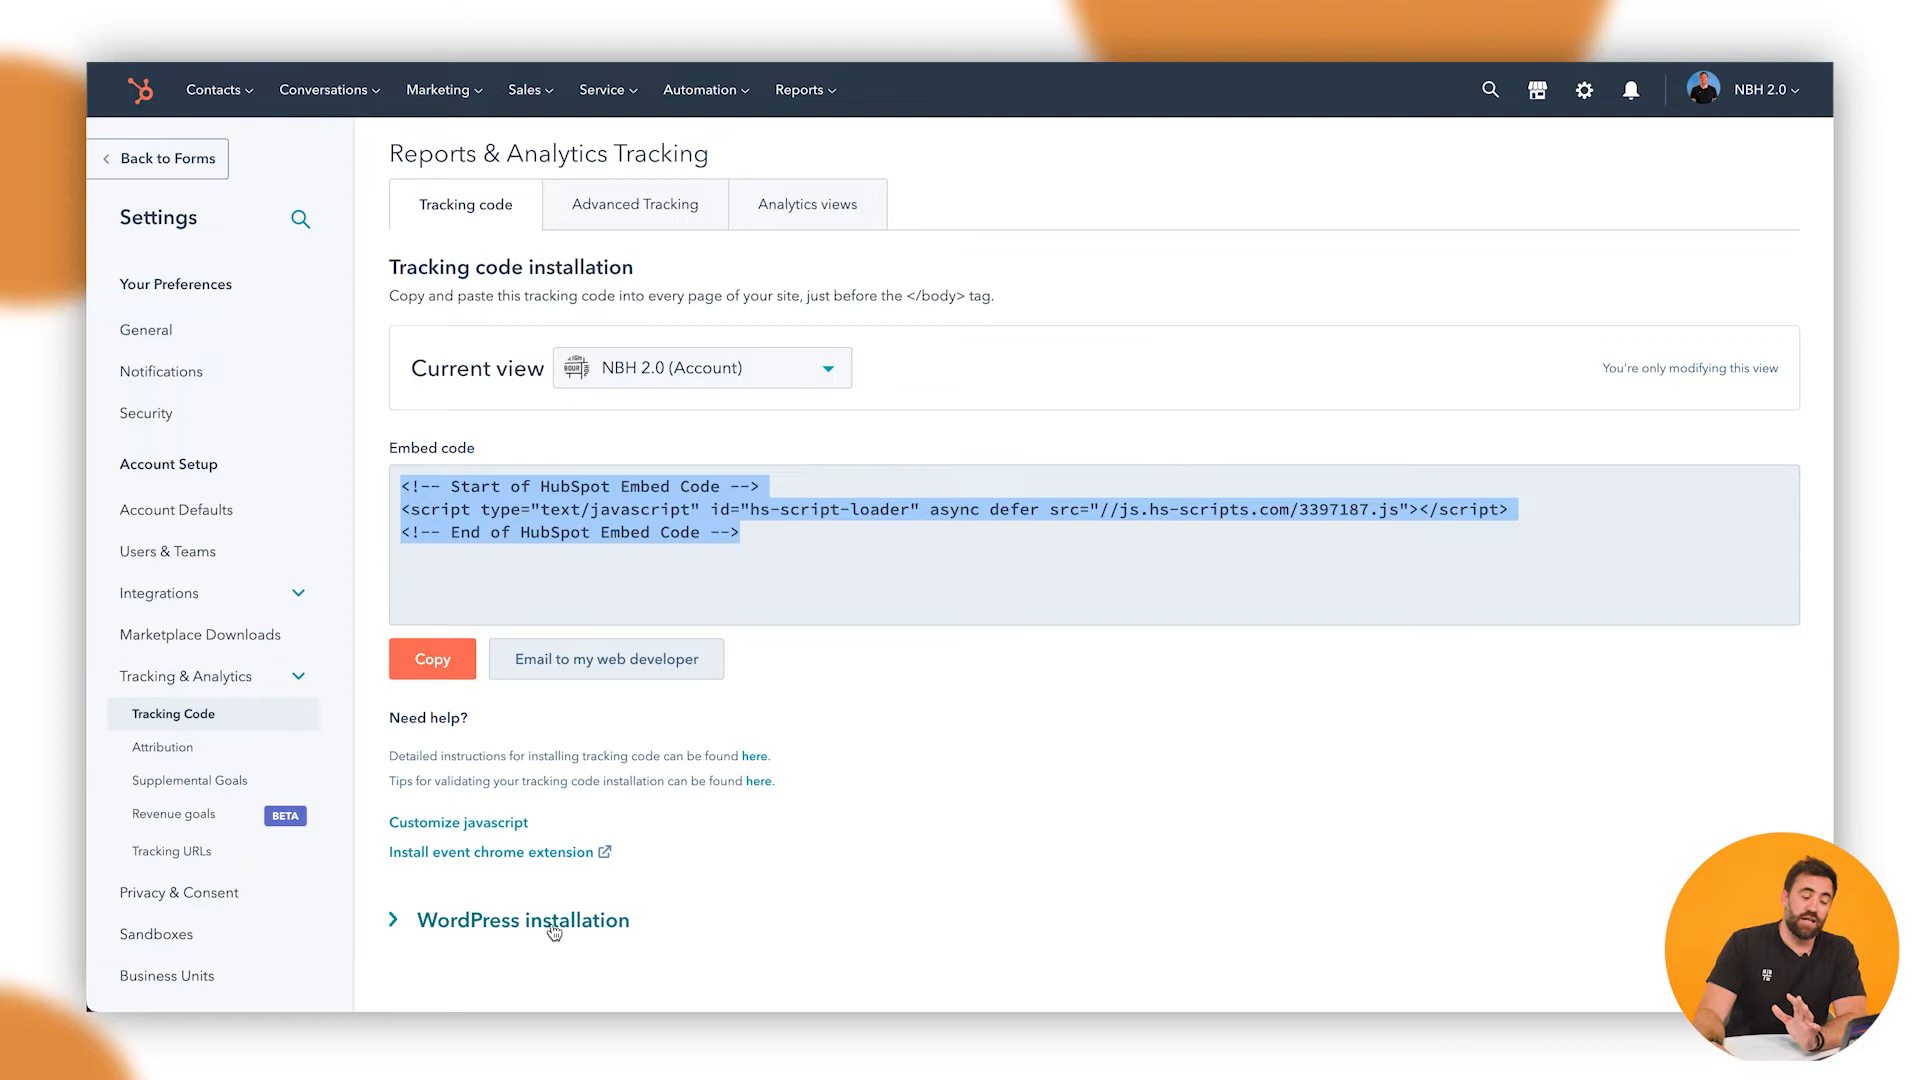 Contacts
Conversations
Marketing
Sales
Service
Automation
Reports
NBH 2.0
Back to Forms
Settings
Your Preferences
General
Notifications
Security
Account Setup
Account Defaults
Users & Teams
Integrations
Marketplace Downloads
Tracking & Analytics
Tracking Code
Attribution
Supplemental Goals
Revenue goals BETA
Tracking URLs
Privacy & Consent
Sandboxes
Business Units
Reports & Analytics Tracking
Tracking code
Advanced Tracking
Analytics views
Tracking code installation
Copy and paste this tracking code into every page of your site, just before the </body> tag.
Current view
NBH 2.0 (Account)
You're only modifying this view
Embed code
<!-- Start of HubSpot Embed Code -->
<script type="text/javascript" id="hs-script-loader" async defer src="//js.hs-scripts.com/3397187.js"></script>
<!-- End of HubSpot Embed Code -->
Copy
Email to my web developer
Need help?
Detailed instructions for installing tracking code can be found here.
Tips for validating your tracking code installation can be found here.
Customize javascript
Install event chrome extension
WordPress installation